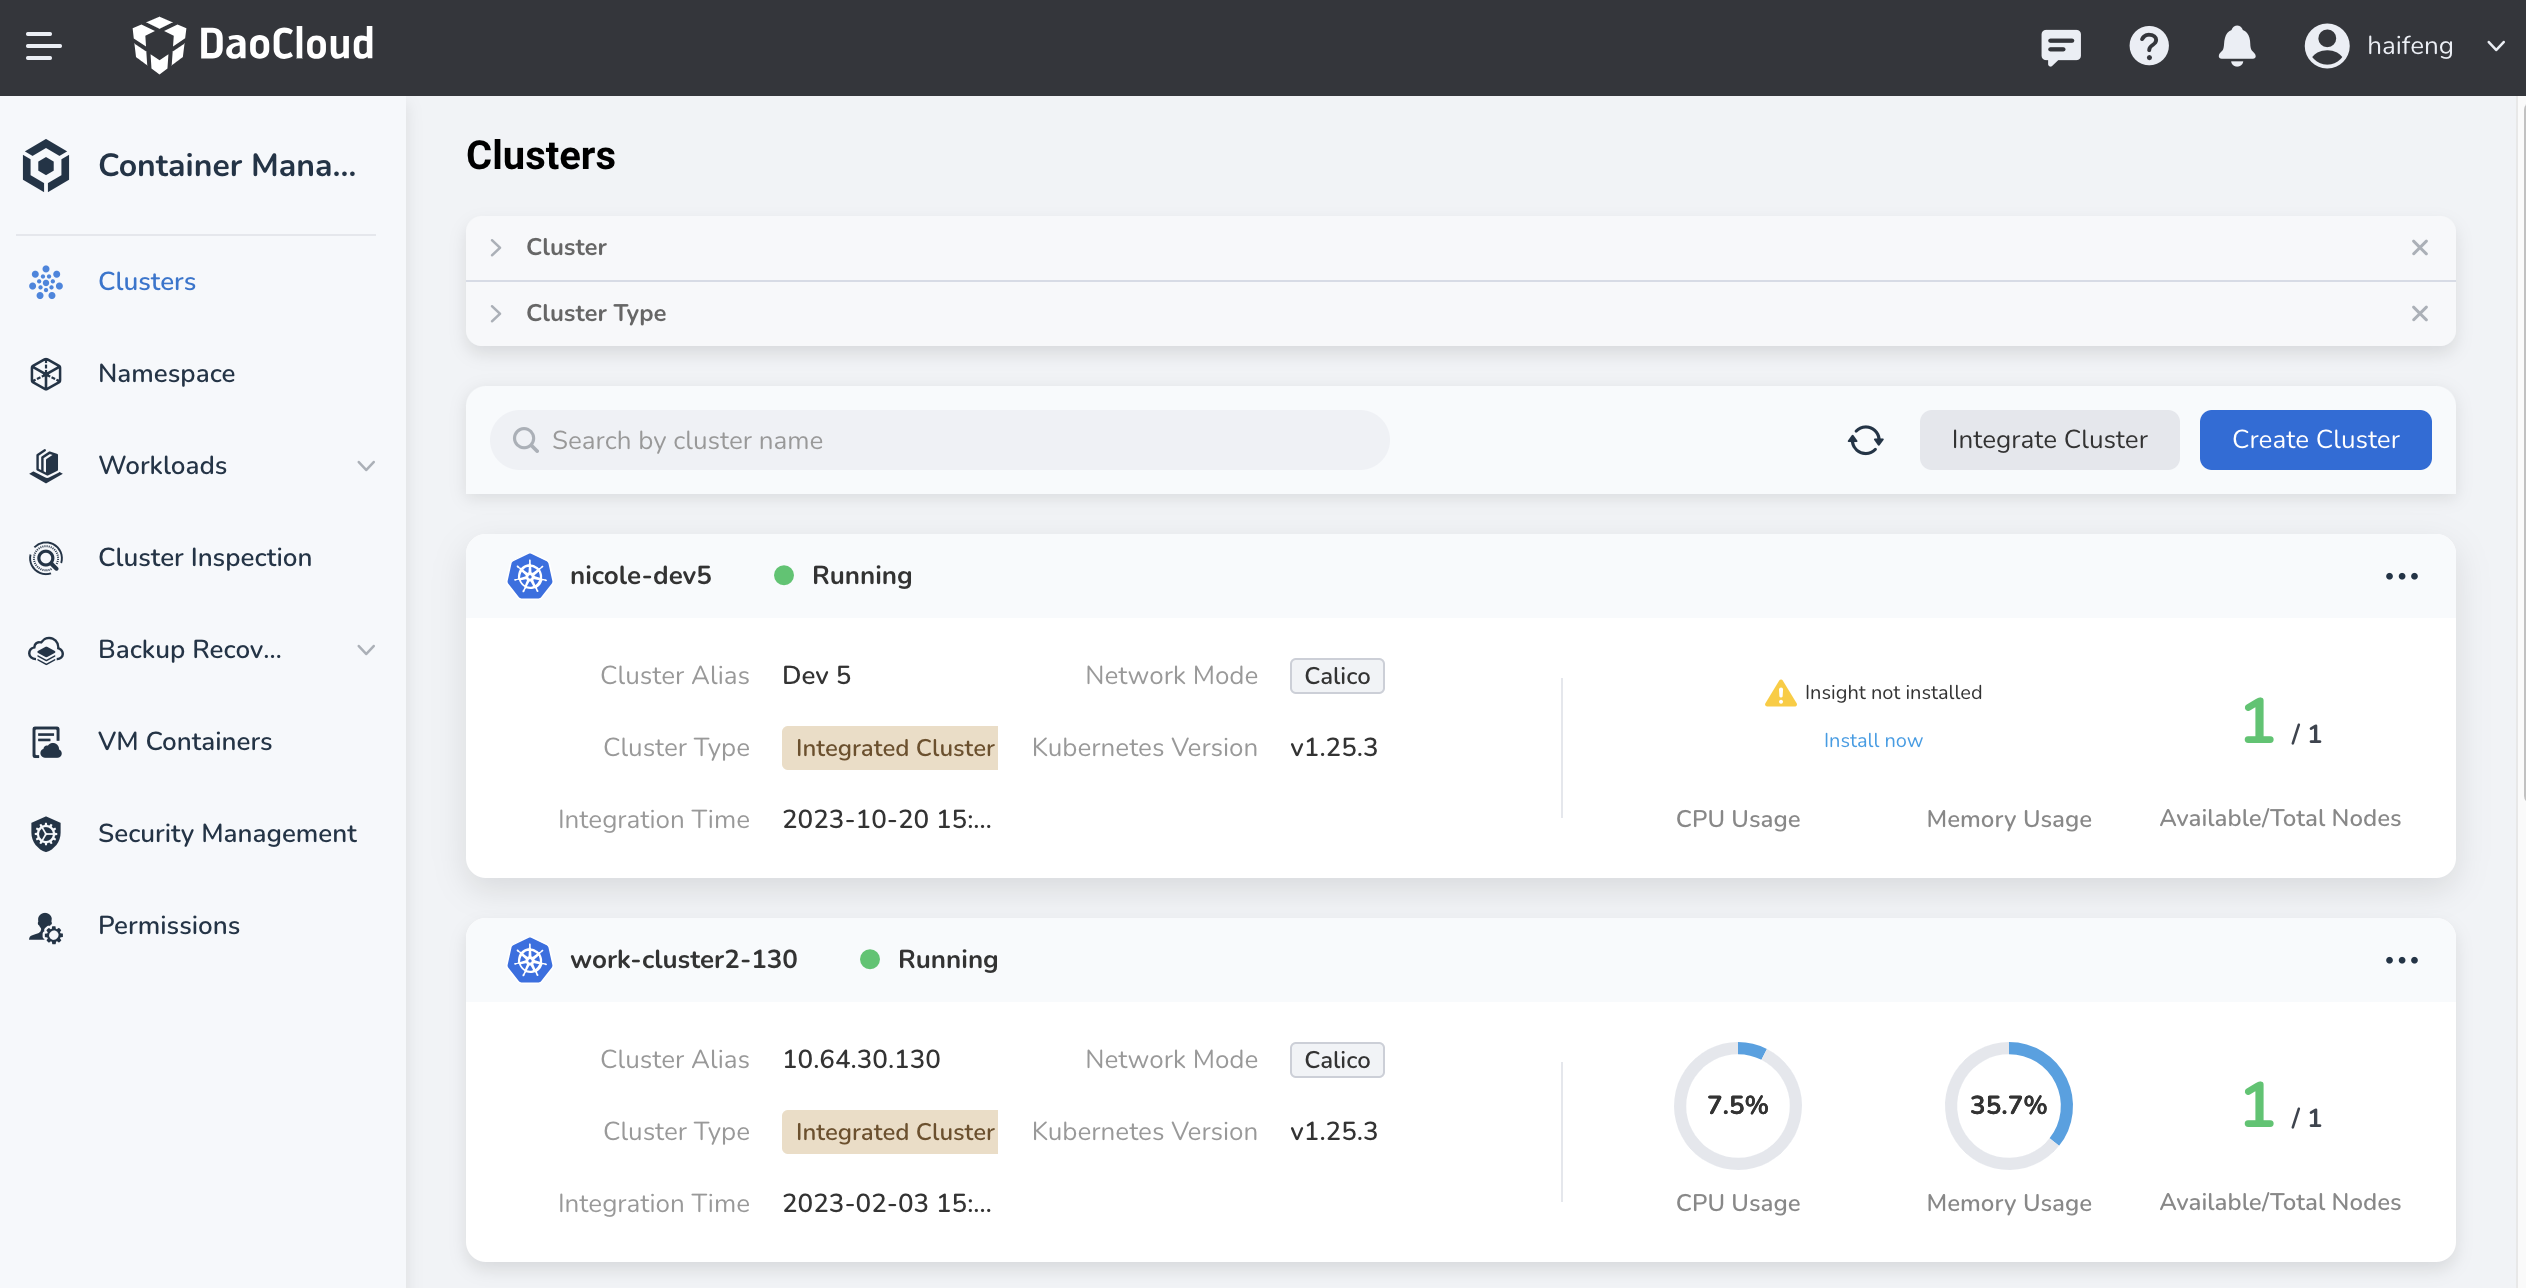 DaoCloud
haifeng
Container Mana...
Clusters
Namespace
Workloads
Cluster Inspection
Backup Recov...
VM Containers
Security Management
Permissions
Clusters
Cluster
Cluster Type
Search by cluster name
Integrate Cluster
Create Cluster
nicole-dev5
Running
Cluster Alias Dev 5 Network Mode Calico
Cluster Type Integrated Cluster Kubernetes Version v1.25.3
Integration Time 2023-10-20 15:...
Insight not installed
Install now
1 / 1
CPU Usage Memory Usage Available/Total Nodes
work-cluster2-130
Running
Cluster Alias 10.64.30.130 Network Mode Calico
Cluster Type Integrated Cluster Kubernetes Version v1.25.3
Integration Time 2023-02-03 15:...
7.5% 35.7% 1 / 1
CPU Usage Memory Usage Available/Total Nodes